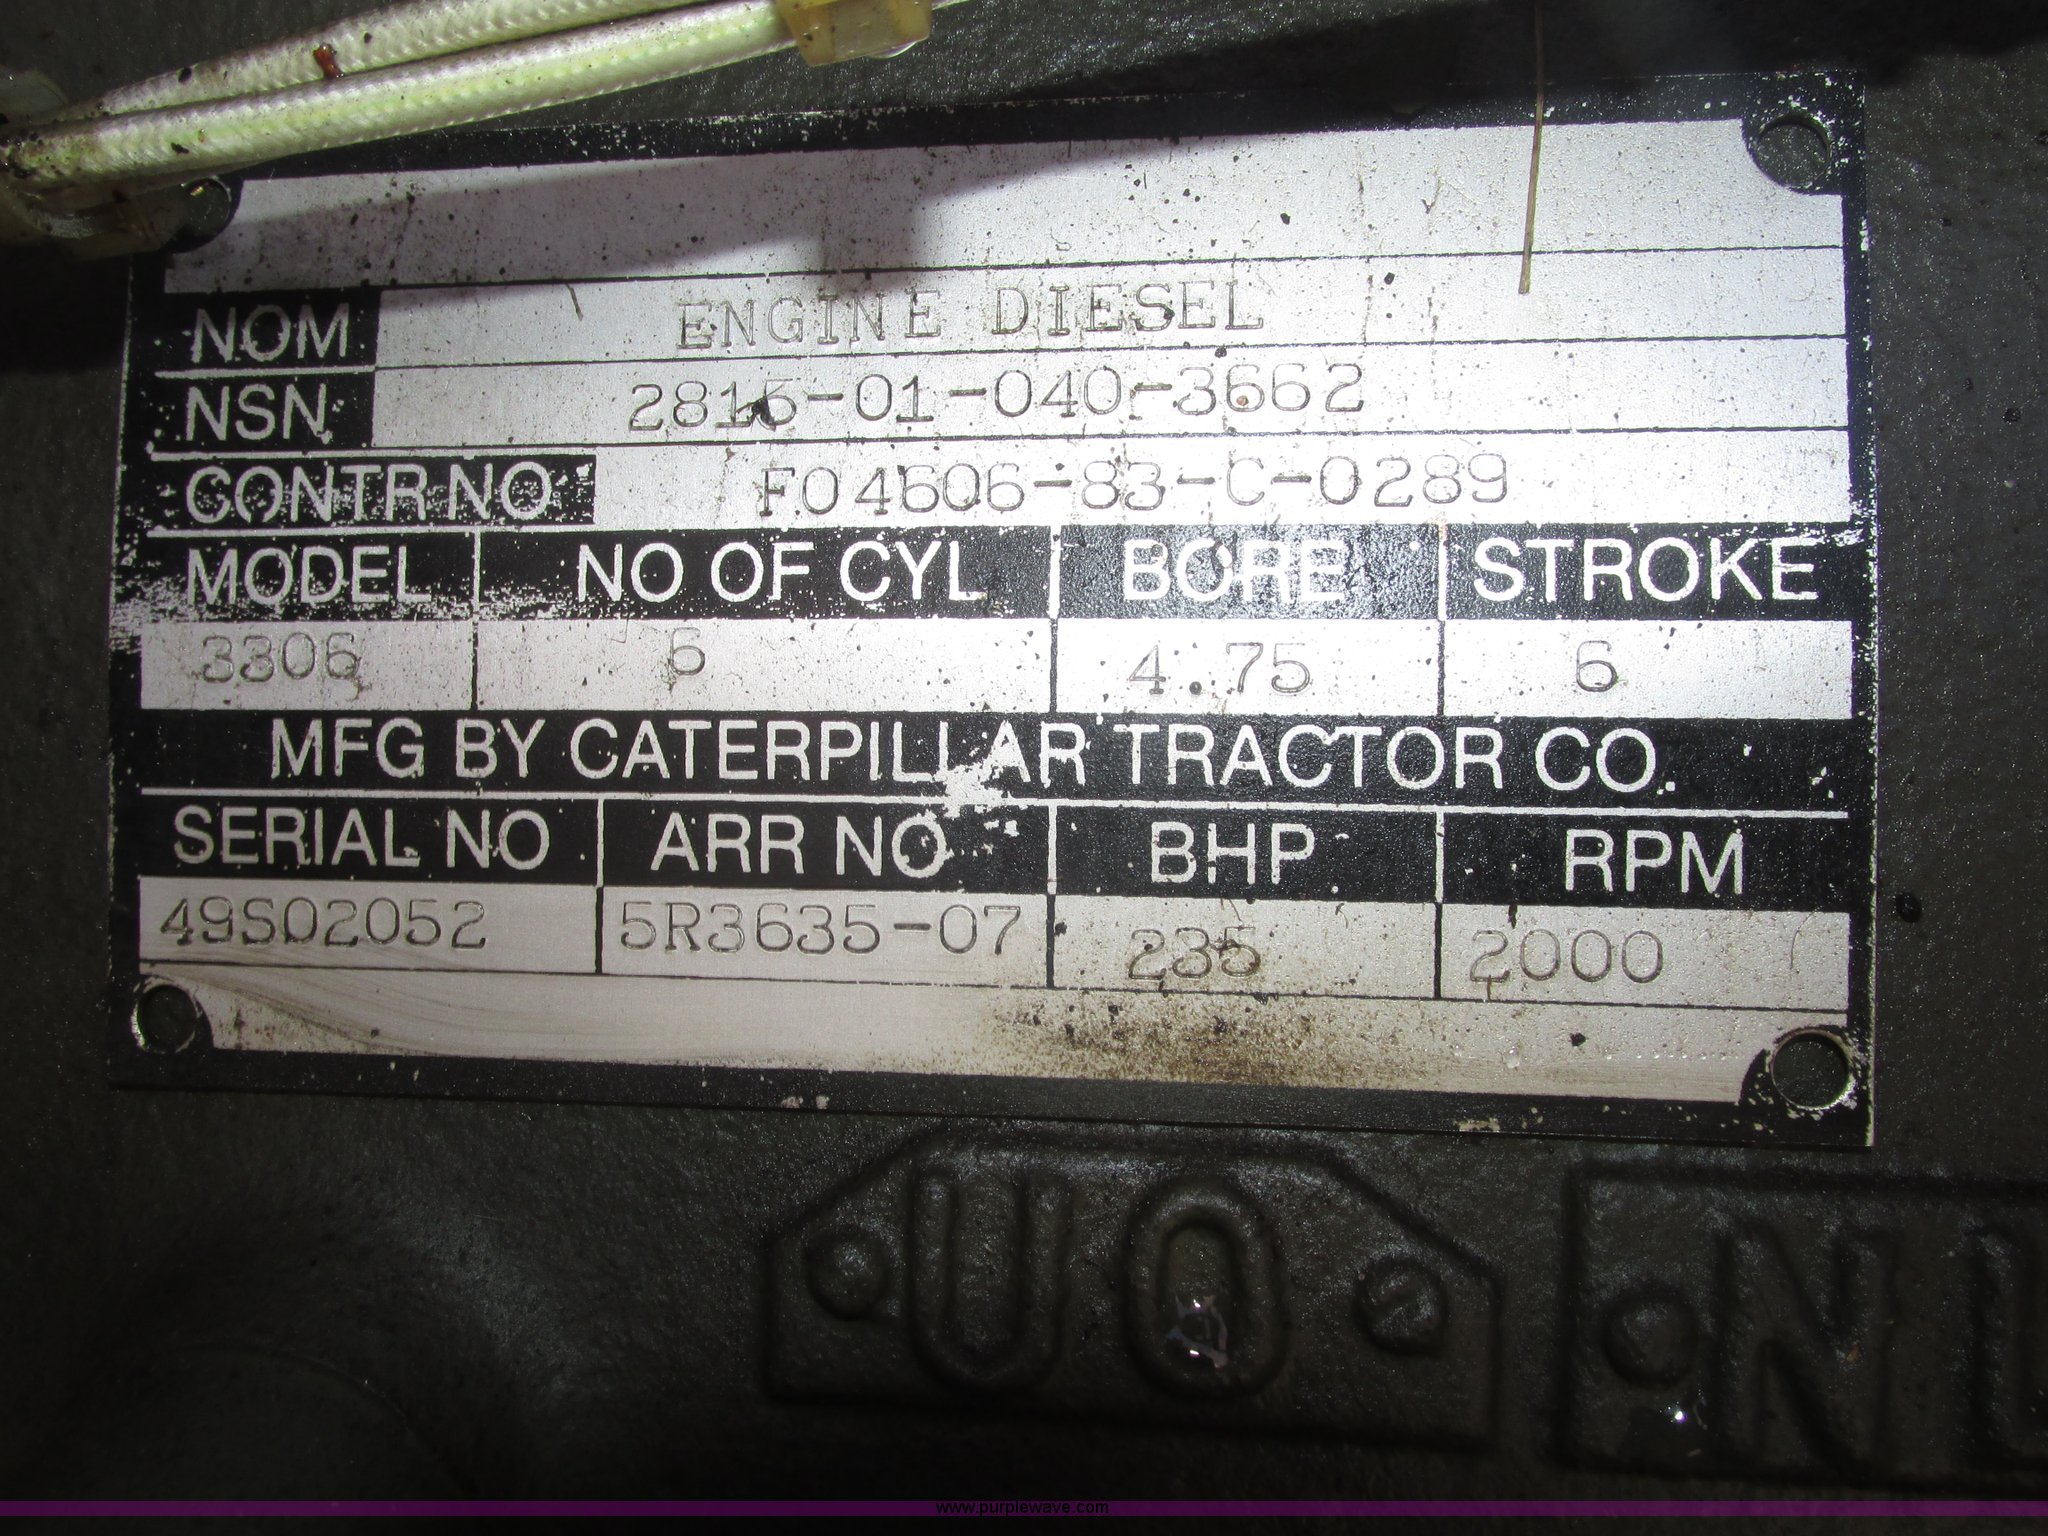 NOM ENGINE DIESEL
NSN 2815-01-040-3662
CONTR NO F04606-83-C-0289
MODEL NO OF CYL BORE STROKE
3306 6 4.75 6
MFG BY CATERPILLAR TRACTOR CO.
SERIAL NO ARR NO BHP RPM
49S02052 5R3635-07 235 2000
UO
www.purplewave.com